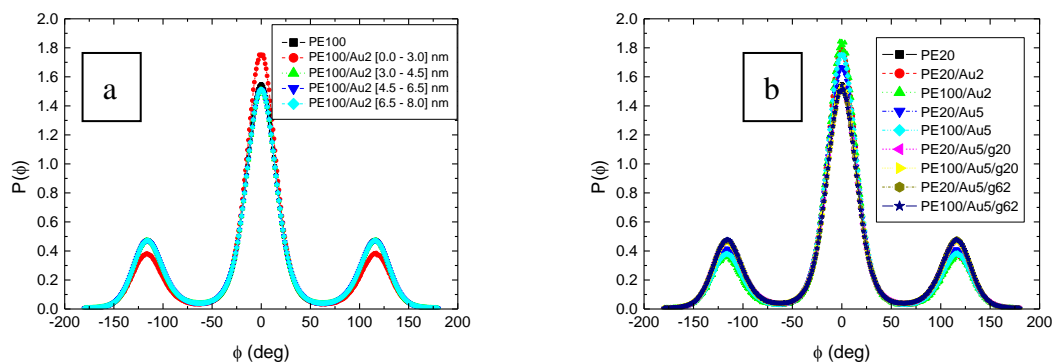 a
PE100
PE100/Au2 [0.0 - 3.0] nm
PE100/Au2 [3.0 - 4.5] nm
PE100/Au2 [4.5 - 6.5] nm
PE100/Au2 [6.5 - 8.0] nm
P(ϕ)
2.0
1.8
1.6
1.4
1.2
1.0
0.8
0.6
0.4
0.2
0.0
-200 -150 -100 -50 0 50 100 150 200
ϕ (deg)
b
PE20
PE20/Au2
PE100/Au2
PE20/Au5
PE100/Au5
PE20/Au5/g20
PE100/Au5/g20
PE20/Au5/g62
PE100/Au5/g62
P(ϕ)
2.0
1.8
1.6
1.4
1.2
1.0
0.8
0.6
0.4
0.2
0.0
-200 -150 -100 -50 0 50 100 150 200
ϕ (deg)